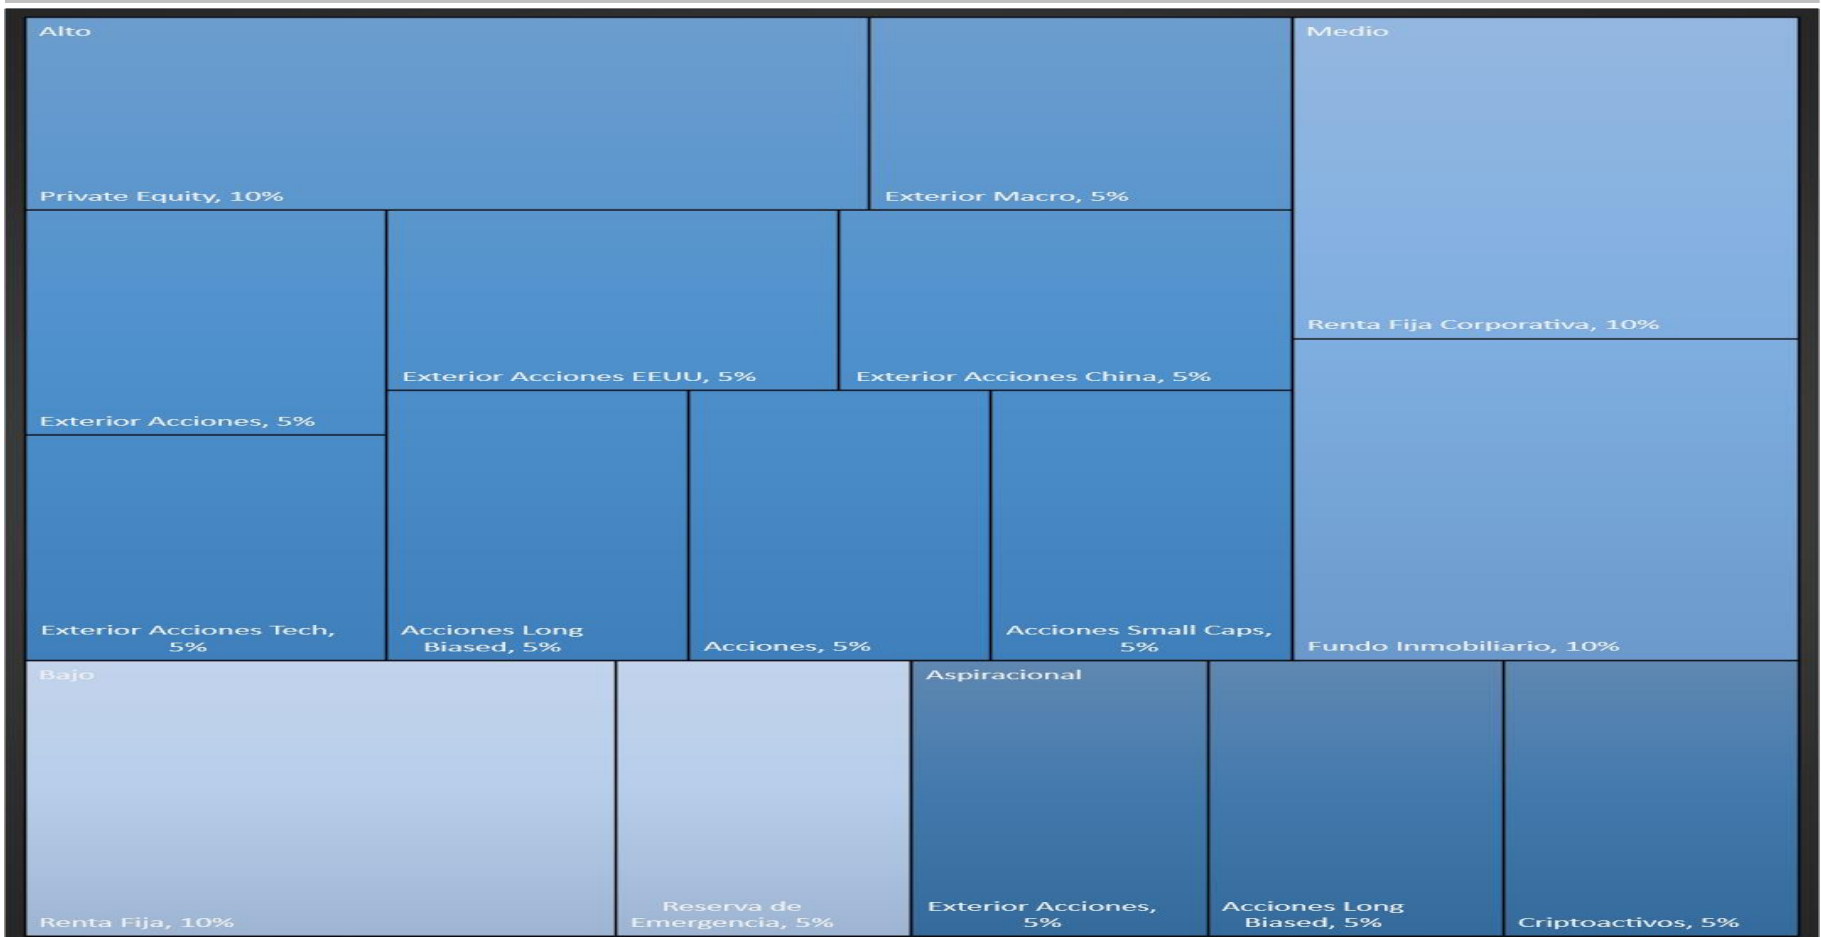 Alto
Private Equity, 10%
Exterior Macro, 5%
Exterior Acciones, 5%
Exterior Acciones EEUU, 5%
Exterior Acciones China, 5%
Exterior Acciones Tech,
5%
Acciones Long
Biased, 5%
Acciones, 5%
Acciones Small Caps,
5%
Medio
Renta Fija Corporativa, 10%
Fundo Inmobiliario, 10%
Bajo
Renta Fija, 10%
Reserva de
Emergencia, 5%
Aspiracional
Exterior Acciones,
5%
Acciones Long
Biased, 5%
Criptoactivos, 5%